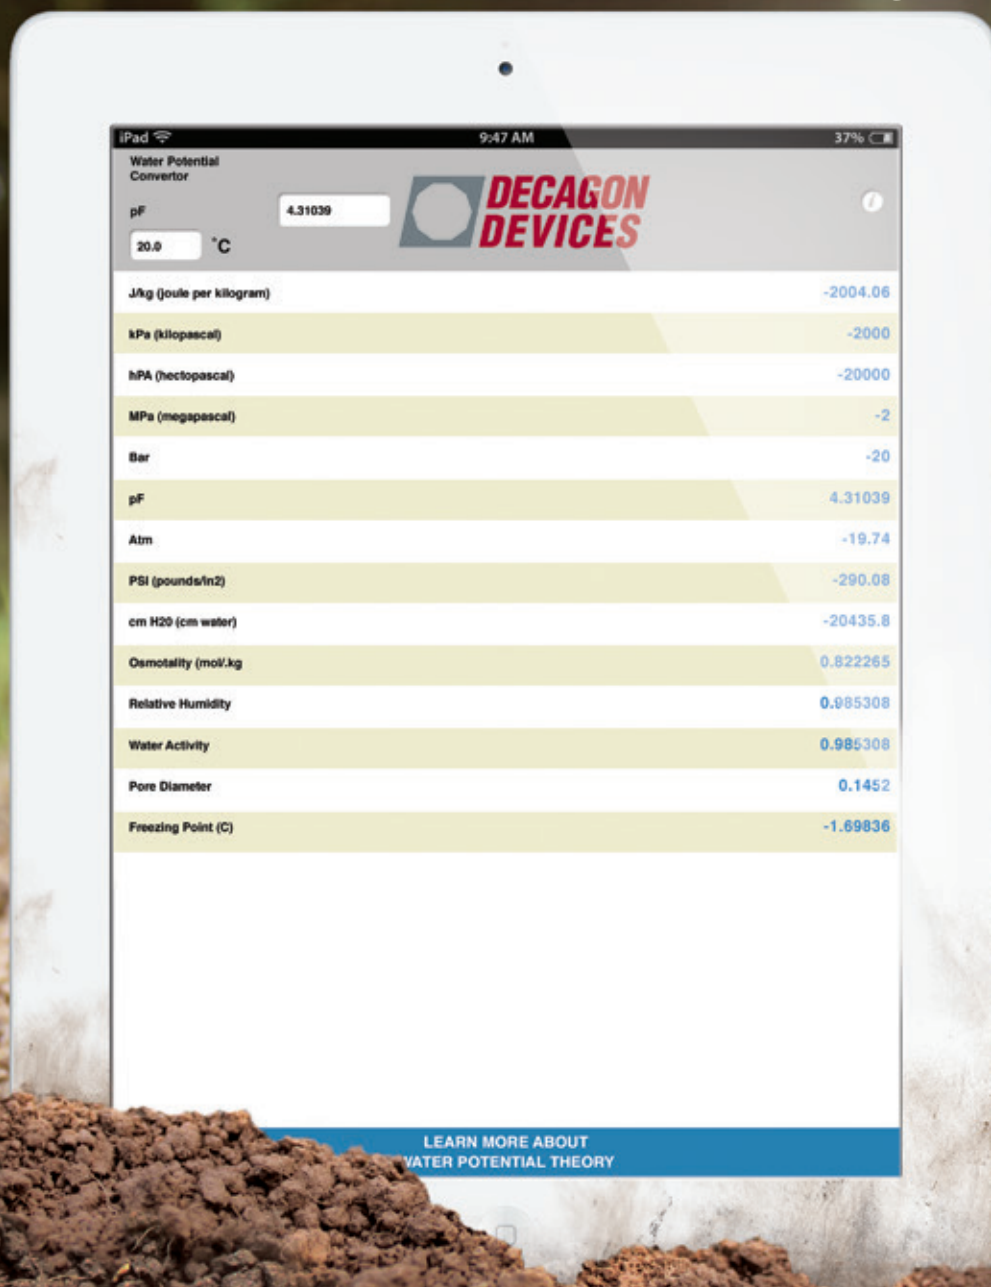 iPad 9:47 AM 37%
Water Potential
Convertor
pF 4.31039
20.0 °C
DECAGON
DEVICES
i
J/kg (joule per kilogram) -2004.06
kPa (kilopascal) -2000
hPA (hectopascal) -20000
MPa (megapascal) -2
Bar -20
pF 4.31039
Atm -19.74
PSI (pounds/in2) -290.08
cm H20 (cm water) -20435.8
Osmotality (mol/.kg 0.822265
Relative Humidity 0.985308
Water Activity 0.985308
Pore Diameter 0.1452
Freezing Point (C) -1.69836
LEARN MORE ABOUT
WATER POTENTIAL THEORY